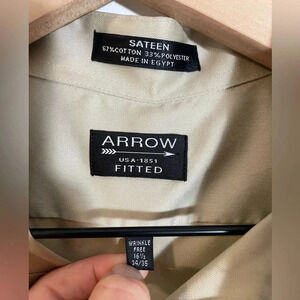 SATEEN
67%COTTON 33%POLYESTER
MADE IN EGYPT
ARROW
USA·1851
FITTED
WRINKLE
FREE
16½
34/35